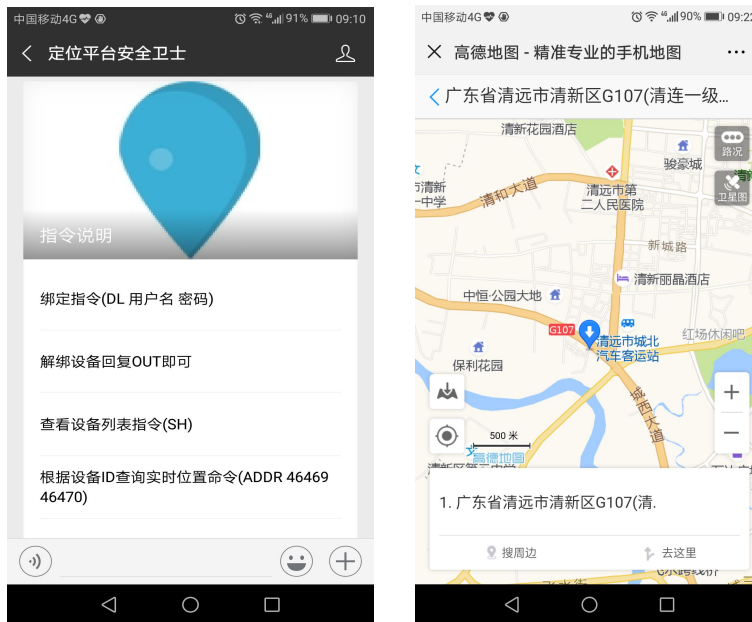 中国移动4G 46 91% 09:10
定位平台安全卫士
指令说明
绑定指令(DL 用户名 密码)
解绑设备回复OUT即可
查看设备列表指令(SH)
根据设备ID查询实时位置命令(ADDR 46469
46470)
中国移动4G 46 90% 09:22
高德地图 - 精准专业的手机地图
广东省清远市清新区G107(清连一级...
清新花园酒店
路况
骏豪城
清新
一中学
清和大道
清远市第
二人民医院
卫星图
新城路
清新丽晶酒店
中恒·公园大地
G107
清远市城北
汽车客运站
红场休闲吧
保利花园
城西大道
500 米
高德地图
1. 广东省清远市清新区G107(清.
搜周边
去这里